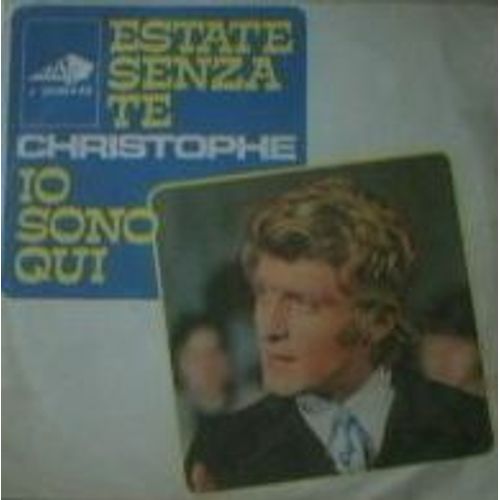 ESTATE
SENZA
TE
CHRISTOPHE
IO
SONO
QUI